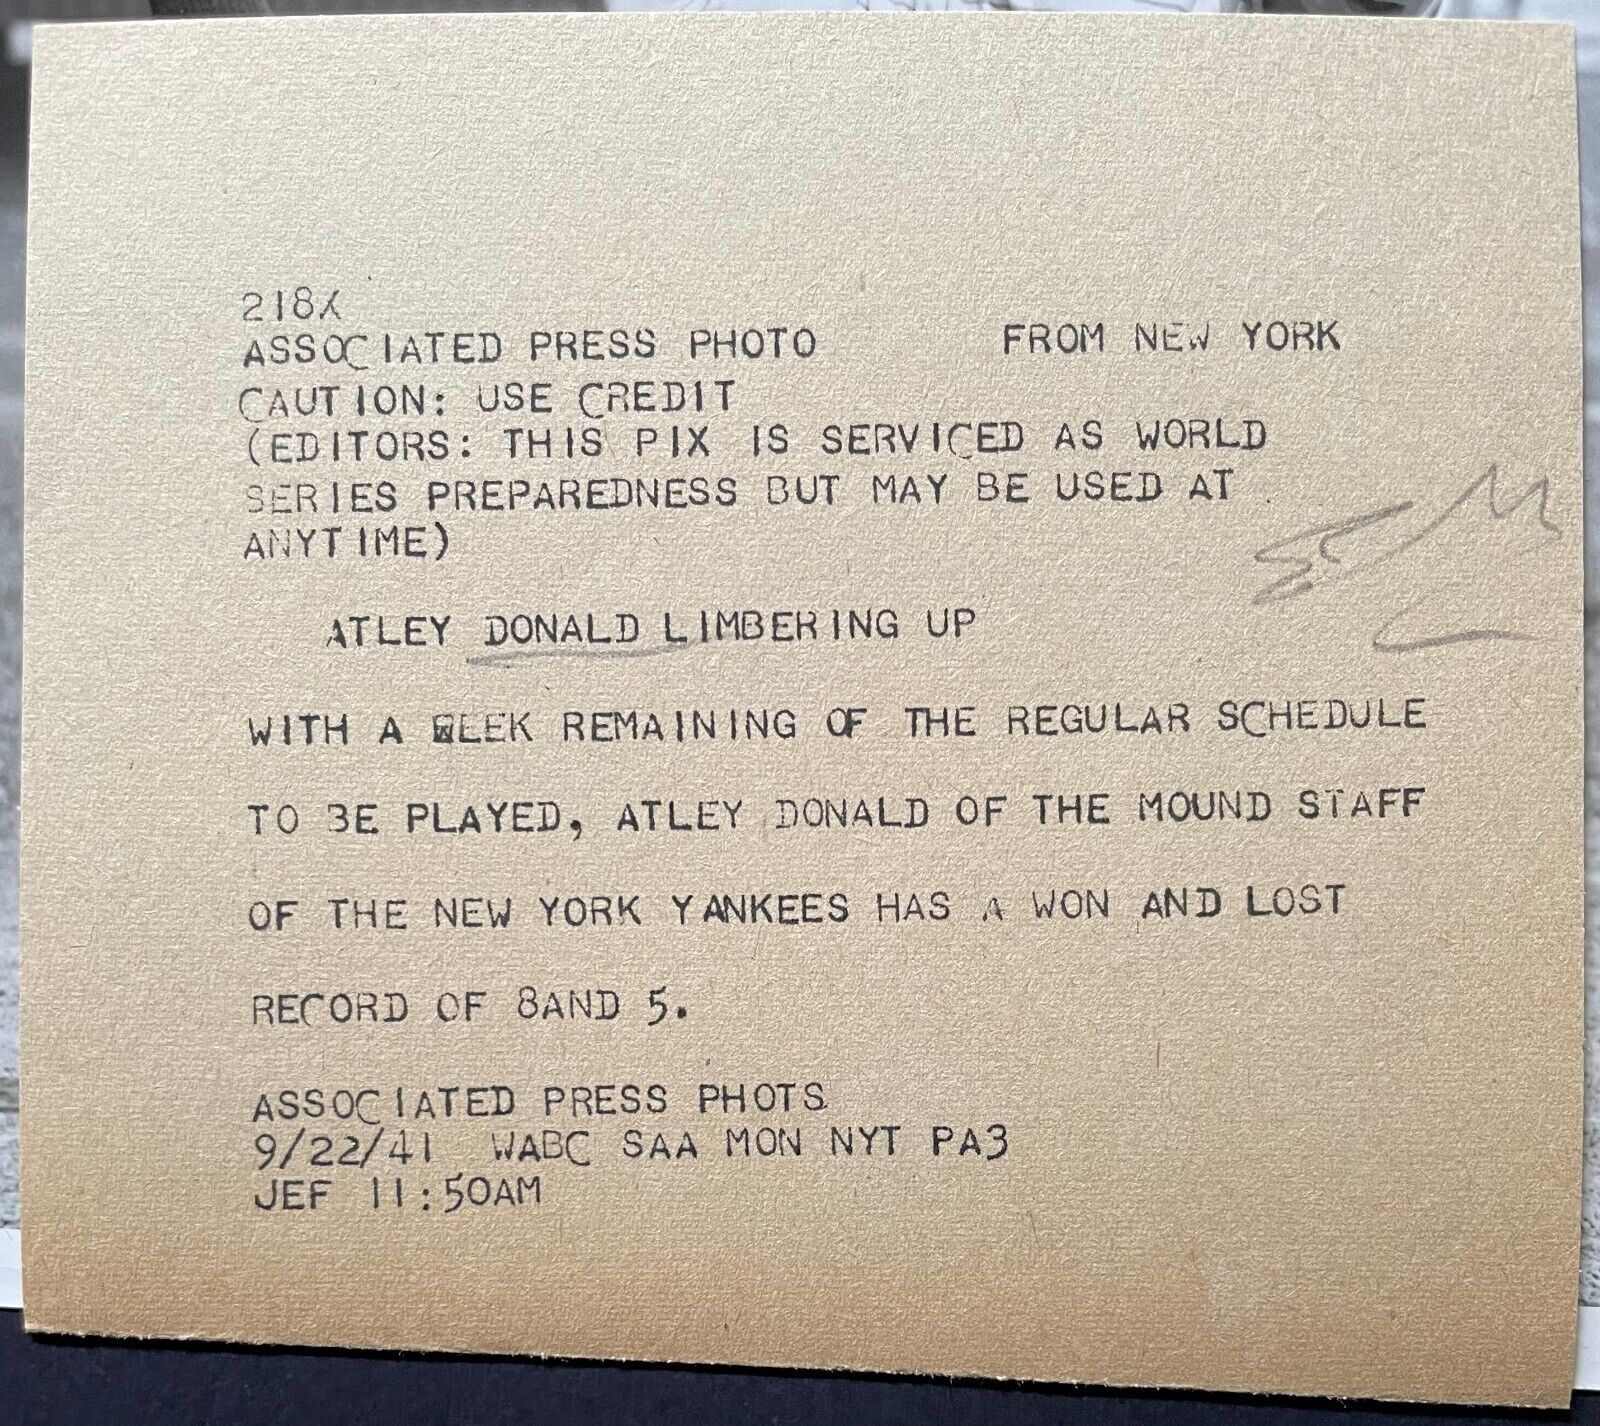 218X
ASSOCIATED PRESS PHOTO FROM NEW YORK
CAUTION: USE CREDIT
(EDITORS: THIS PIX IS SERVICED AS WORLD
SERIES PREPAREDNESS BUT MAY BE USED AT
ANYTIME)
ATLEY DONALD LIMBERING UP
WITH A WEEK REMAINING OF THE REGULAR SCHEDULE
TO BE PLAYED, ATLEY DONALD OF THE MOUND STAFF
OF THE NEW YORK YANKEES HAS A WON AND LOST
RECORD OF 8AND 5.
ASSOCIATED PRESS PHOTS
9/22/41 WABC SAA MON NYT PA3
JEF 11:50AM